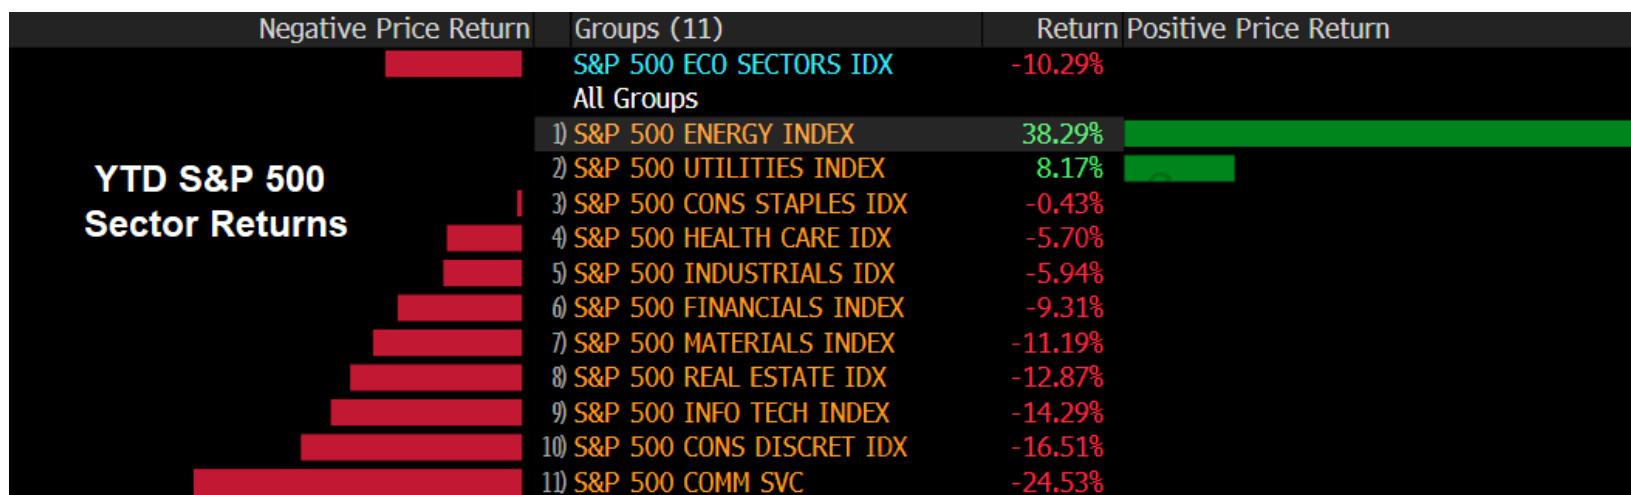 Negative Price Return Groups (11) Return Positive Price Return
S&P 500 ECO SECTORS IDX -10.29%
All Groups
1) S&P 500 ENERGY INDEX 38.29%
2) S&P 500 UTILITIES INDEX 8.17%
3) S&P 500 CONS STAPLES IDX -0.43%
4) S&P 500 HEALTH CARE IDX -5.70%
5) S&P 500 INDUSTRIALS IDX -5.94%
6) S&P 500 FINANCIALS INDEX -9.31%
7) S&P 500 MATERIALS INDEX -11.19%
8) S&P 500 REAL ESTATE IDX -12.87%
9) S&P 500 INFO TECH INDEX -14.29%
10) S&P 500 CONS DISCRET IDX -16.51%
11) S&P 500 COMM SVC -24.53%
YTD S&P 500
Sector Returns